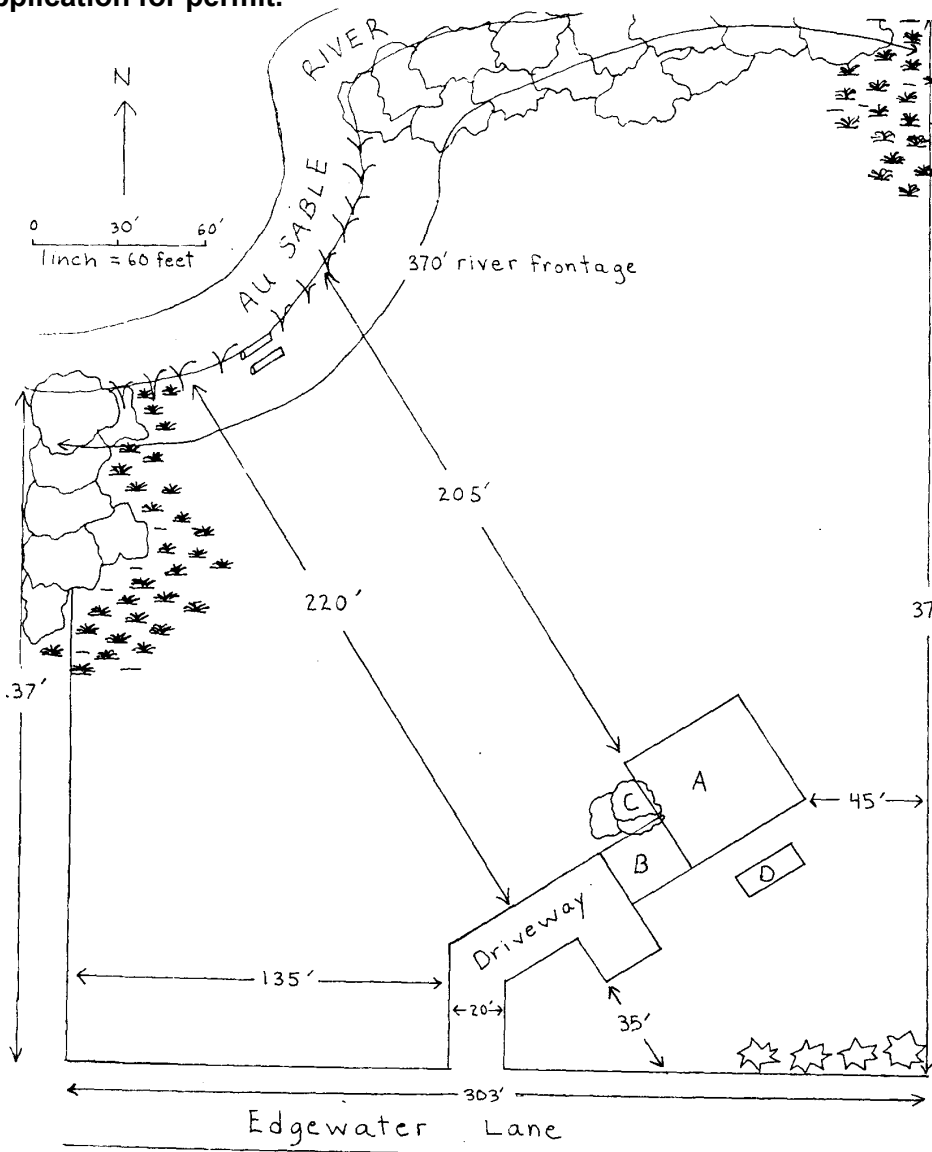 pplication for permit.
N
RIVER
AU SABLE
0 30' 60'
1 inch = 60 feet
370' river frontage
205'
220'
37
.37'
C
A
45'
B
D
Driveway
135'
20'
35'
303'
Edgewater Lane